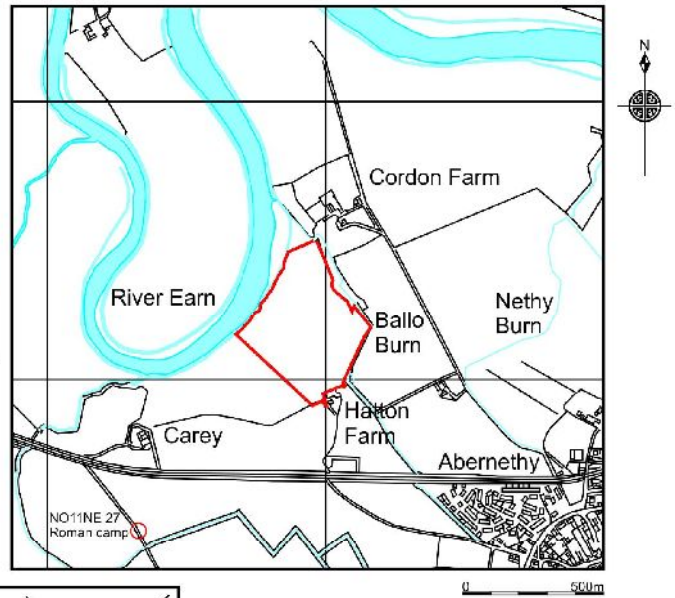 N
Cordon Farm
River Earn
Nethy
Burn
Ballo
Burn
Hatton
Farm
Carey
Abernethy
NO11NE 27
Roman camp
0 500m